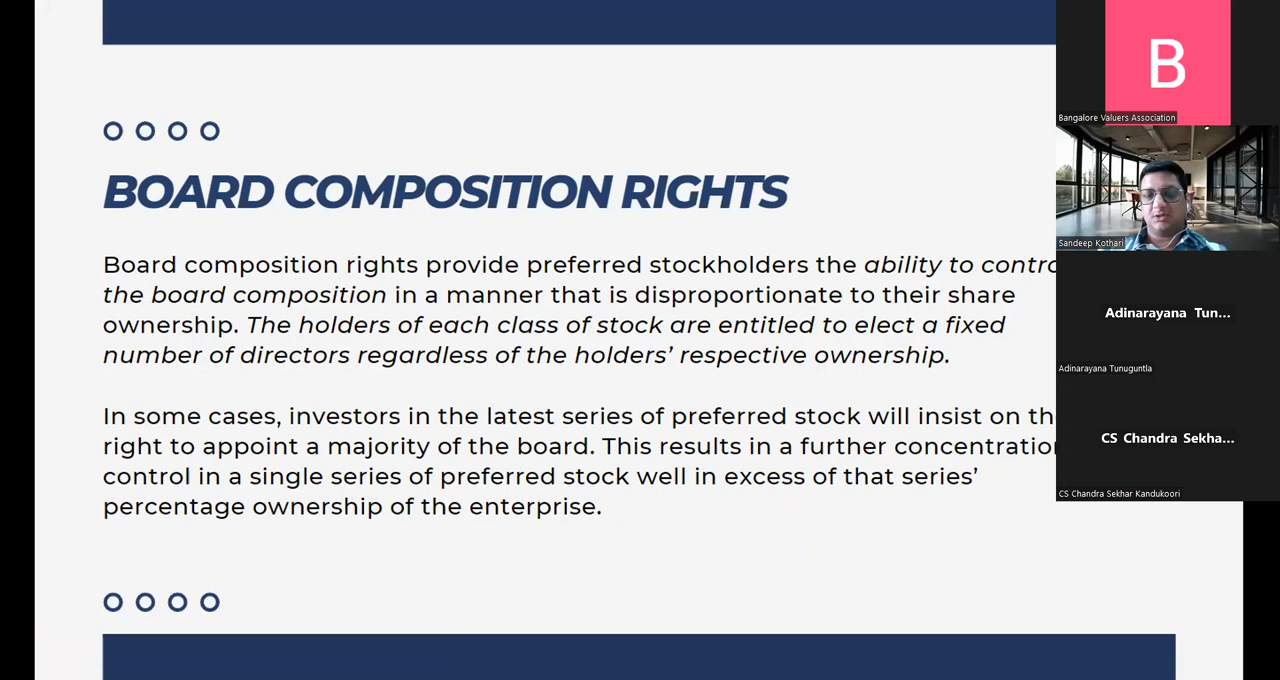 BOARD COMPOSITION RIGHTS
Board composition rights provide preferred stockholders the ability to
the board composition in a manner that is disproportionate to their share
ownership. The holders of each class of stock are entitled to elect a fixed
number of directors regardless of the holders’ respective ownership.
In some cases, investors in the latest series of preferred stock will insist on
right to appoint a majority of the board. This results in a further
control in a single series of preferred stock well in excess of that series’
percentage ownership of the enterprise.
B
Bangalore Valuers Association
Sandeep Kothari
Adinarayana Tun...
Adinarayana Tunuguntla
CS Chandra Sekha...
CS Chandra Sekhar Kandukoori